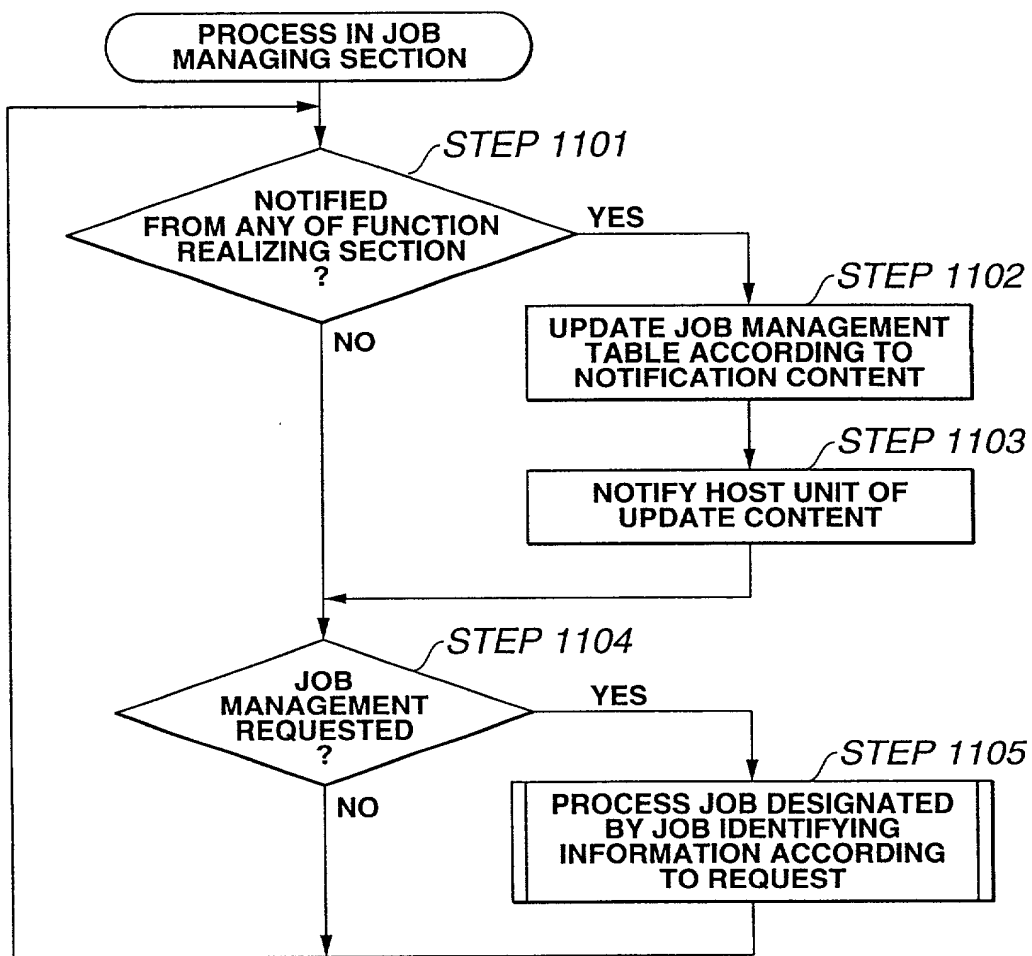 PROCESS IN JOB
MANAGING SECTION
STEP 1101
NOTIFIED
FROM ANY OF FUNCTION
REALIZING SECTION
?
YES
NO
STEP 1102
UPDATE JOB MANAGEMENT
TABLE ACCORDING TO
NOTIFICATION CONTENT
STEP 1103
NOTIFY HOST UNIT OF
UPDATE CONTENT
STEP 1104
JOB
MANAGEMENT
REQUESTED
?
YES
NO
STEP 1105
PROCESS JOB DESIGNATED
BY JOB IDENTIFYING
INFORMATION ACCORDING
TO REQUEST